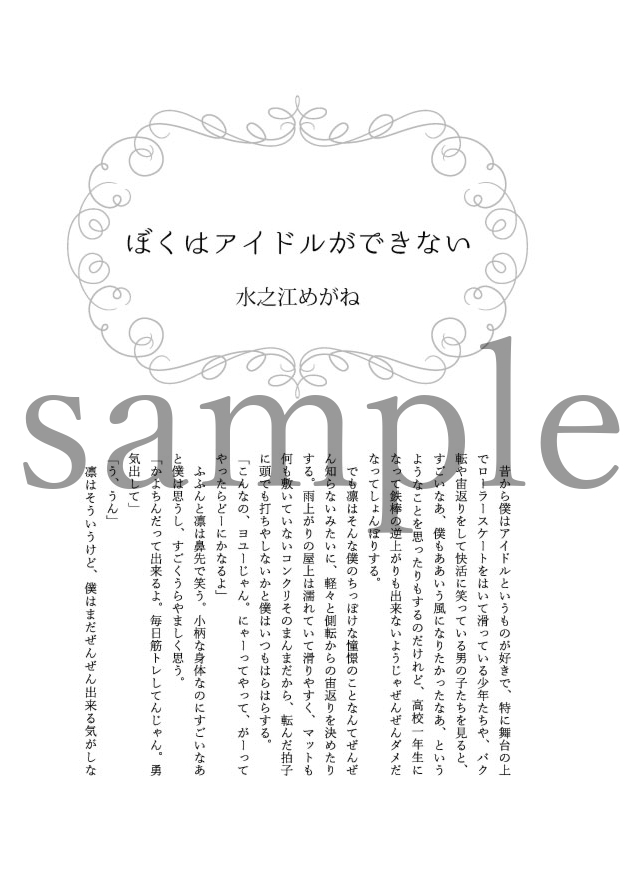 ぼくはアイドルができない
水之江めがね
sample
　昔から僕はアイドルというものが好きで、特に舞台の上
でローラースケートをはいて滑っている少年たちや、バク
転や宙返りをして快活に笑っている男の子たちを見ると、
すごいなあ、僕もああいう風になりたかったなあ、という
ようなことを思ったりもするのだけれど、高校一年生に
なって鉄棒の逆上がりも出来ないようじゃぜんぜんダメだ
なってしょんぼりする。
　でも凛はそんな僕のちっぽけな憧憬のことなんてぜんぜ
ん知らないみたいに、軽々と側転からの宙返りを決めたり
する。雨上がりの屋上は濡れていて滑りやすく、マットも
何も敷いていないコンクリそのまんまだから、転んだ拍子
に頭でも打ちやしないかと僕はいつもはらはらする。
「こんなの、ヨユーじゃん。にゃーってやって、がーって
やったらどーにかなるよ」
　ふふんと凛は鼻先で笑う。小柄な身体なのにすごいなあ
と僕は思うし、すごくうらやましく思う。
「かよちんだって出来るよ。毎日筋トレしてんじゃん。勇
気出して」
「う、うん」
　凛はそういうけど、僕はまだぜんぜん出来る気がしな